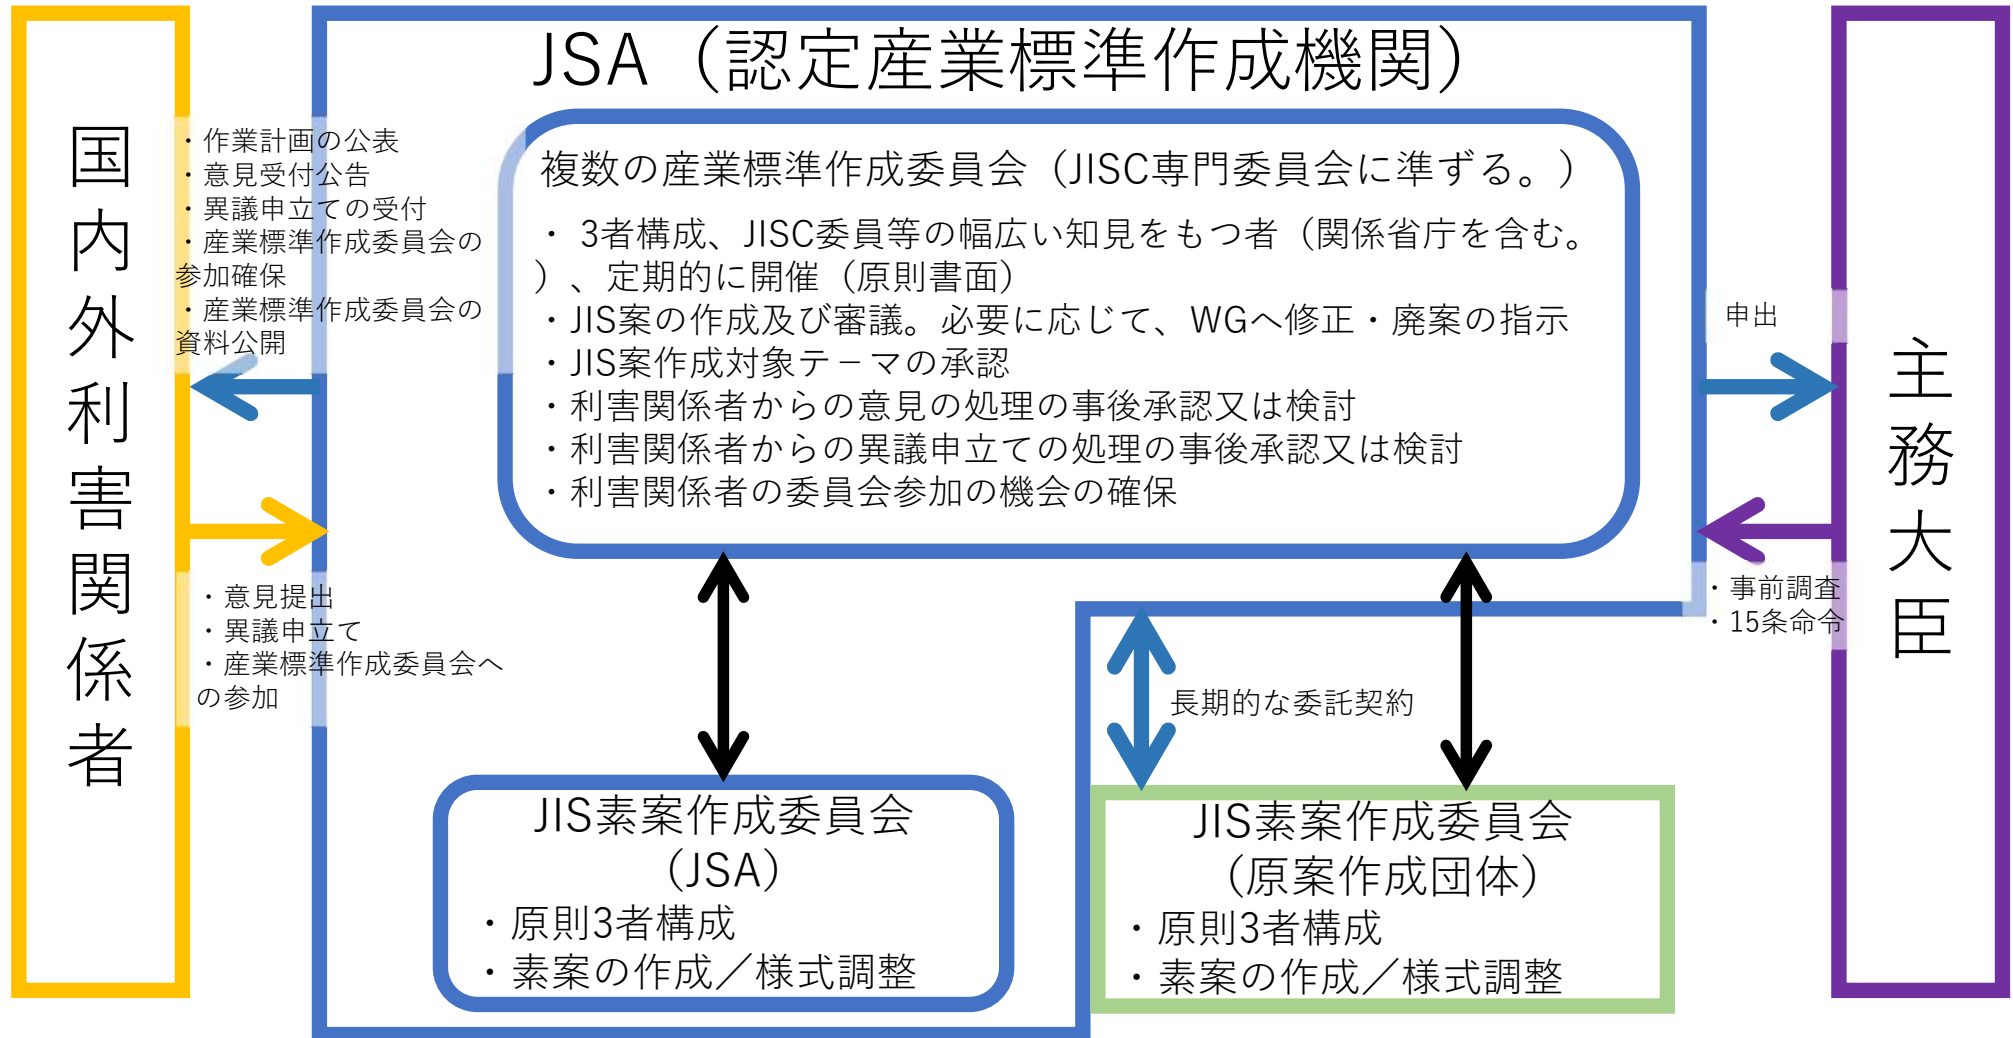 JSA（認定産業標準作成機関）
国内外利害関係者
・作業計画の公表
・意見受付公告
・異議申立ての受付
・産業標準作成委員会の
参加確保
・産業標準作成委員会の
資料公開
・意見提出
・異議申立て
・産業標準作成委員会へ
の参加
複数の産業標準作成委員会（JISC専門委員会に準ずる。）
・ 3者構成、JISC委員等の幅広い知見をもつ者（関係省庁を含む。
）、定期的に開催（原則書面）
・JIS案の作成及び審議。必要に応じて、WGへ修正・廃案の指示
・JIS案作成対象テ－マの承認
・利害関係者からの意見の処理の事後承認又は検討
・利害関係者からの異議申立ての処理の事後承認又は検討
・利害関係者の委員会参加の機会の確保
申出
・事前調査
・15条命令
主務大臣
長期的な委託契約
JIS素案作成委員会
（JSA）
・原則3者構成
・素案の作成／様式調整
JIS素案作成委員会
（原案作成団体）
・原則3者構成
・素案の作成／様式調整